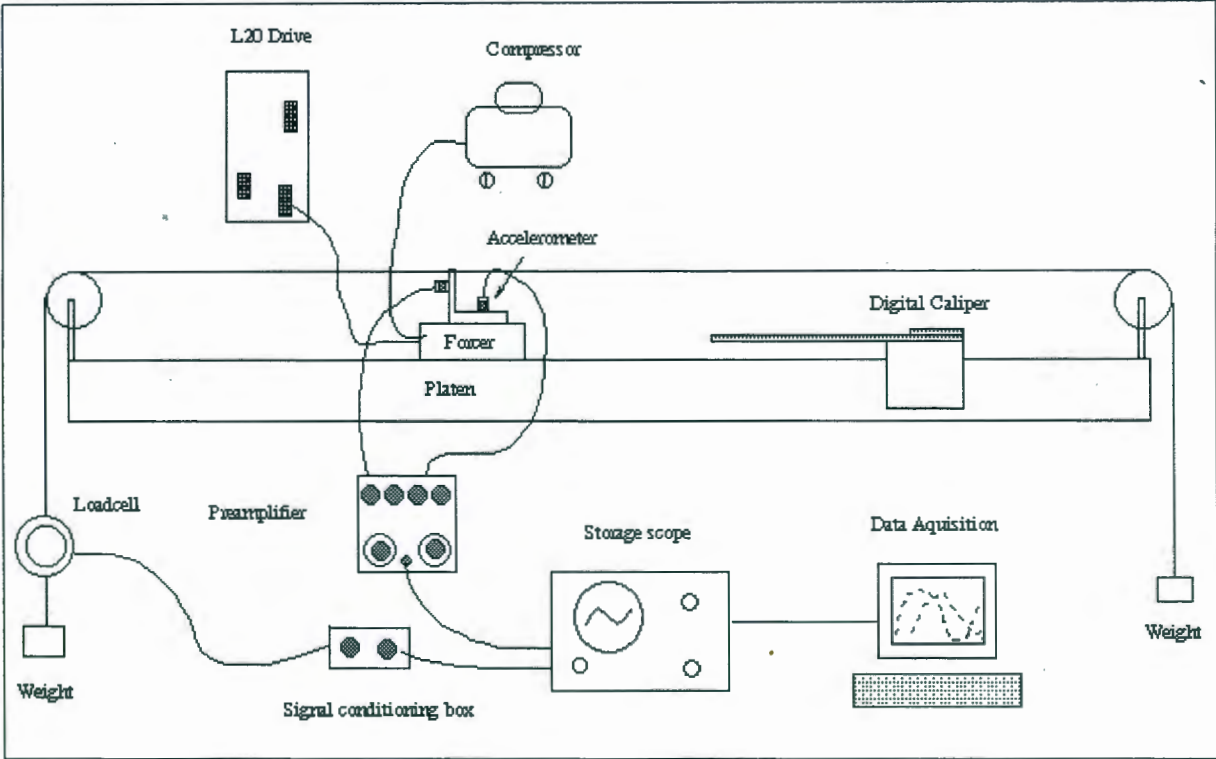 L20 Drive
Compressor
Accelerometer
Digital Caliper
Forcer
Platen
Loadcell
Preamplifier
Storage scope
Data Aquisition
Weight
Weight
Signal conditioning box